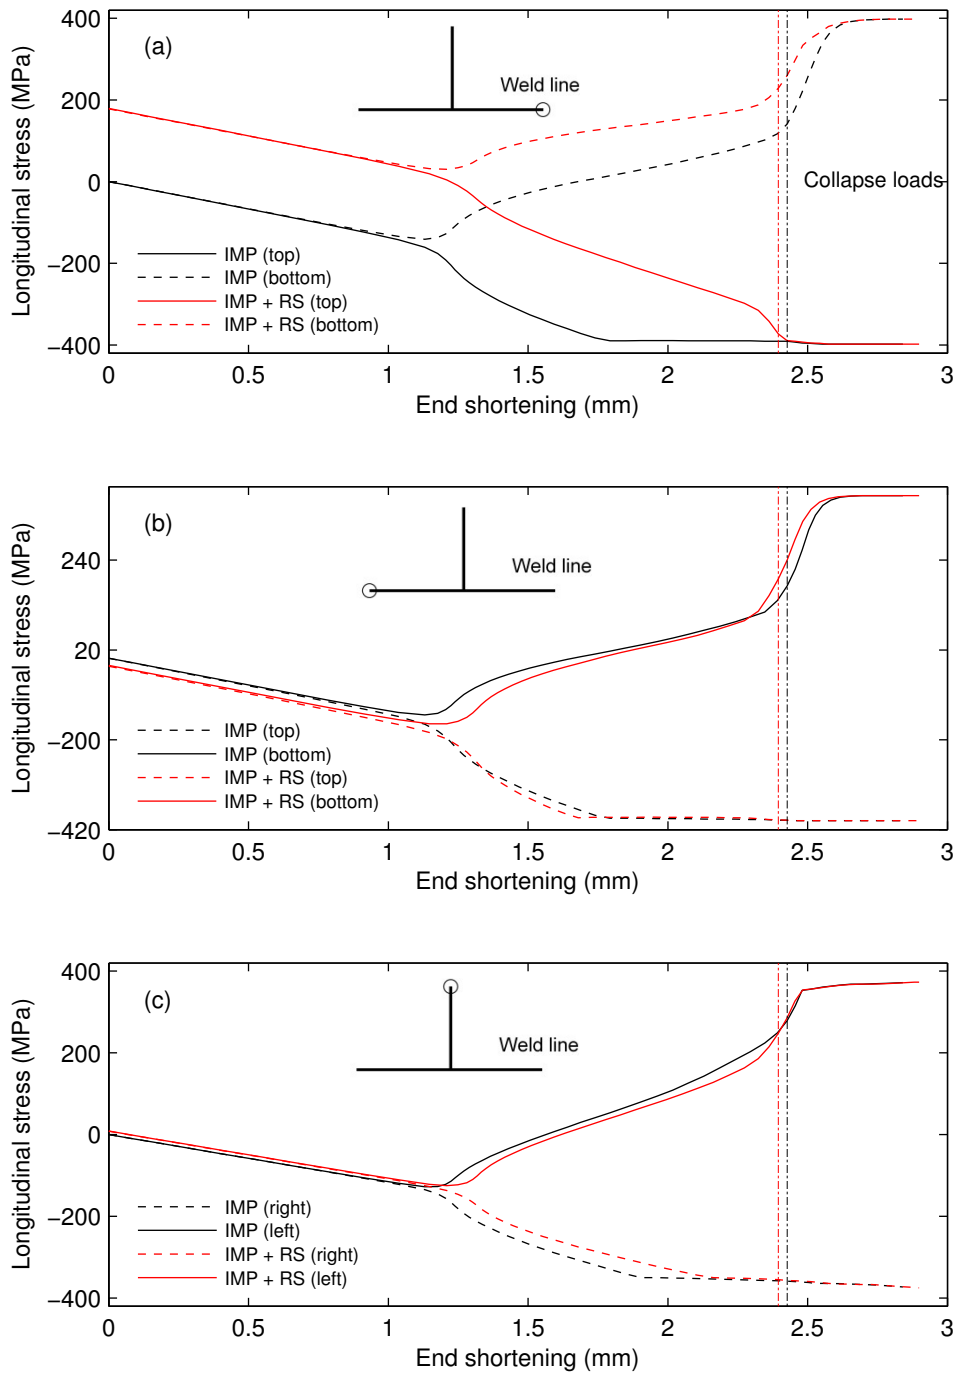 (a)
Weld line
Collapse loads
IMP (top)
IMP (bottom)
IMP + RS (top)
IMP + RS (bottom)
Longitudinal stress (MPa)
400
200
0
−200
−400
0 0.5 1 1.5 2 2.5 3
End shortening (mm)
(b)
Weld line
IMP (top)
IMP (bottom)
IMP + RS (top)
IMP + RS (bottom)
Longitudinal stress (MPa)
240
20
−200
−420
0 0.5 1 1.5 2 2.5 3
End shortening (mm)
(c)
Weld line
IMP (right)
IMP (left)
IMP + RS (right)
IMP + RS (left)
Longitudinal stress (MPa)
400
200
0
−200
−400
0 0.5 1 1.5 2 2.5 3
End shortening (mm)